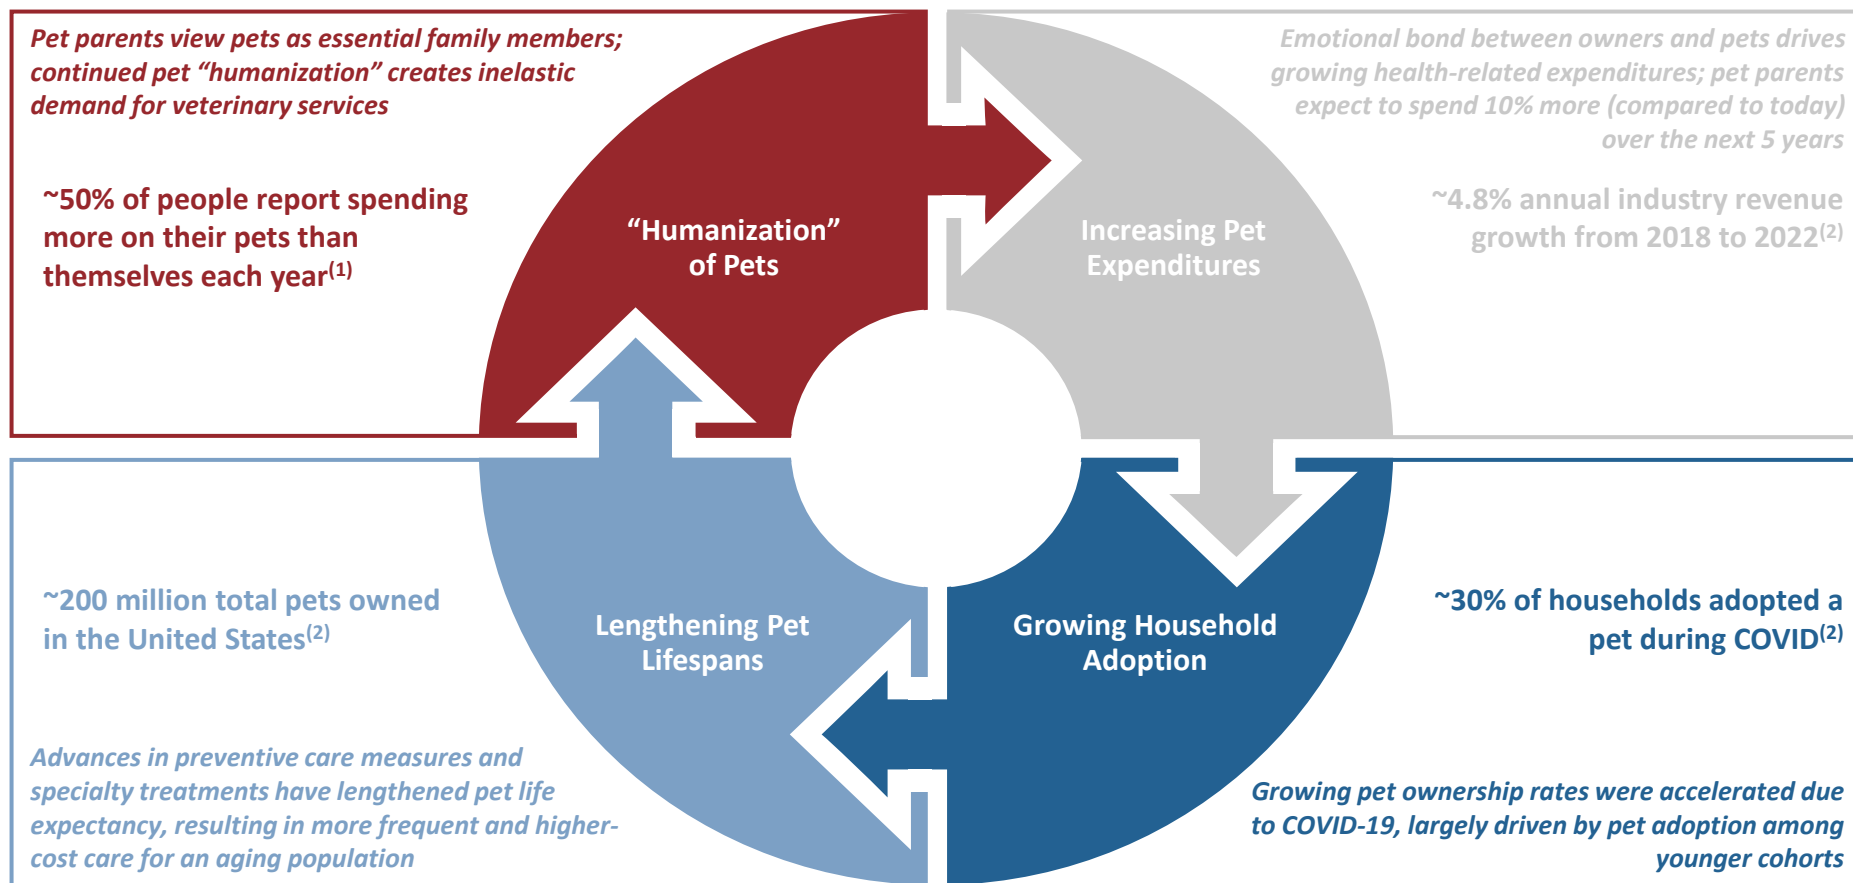 Pet parents view pets as essential family members;
continued pet “humanization” creates inelastic
demand for veterinary services
~50% of people report spending
more on their pets than
themselves each year(1)
“Humanization”
of Pets
Emotional bond between owners and pets drives
growing health-related expenditures; pet parents
expect to spend 10% more (compared to today)
over the next 5 years
~4.8% annual industry revenue
growth from 2018 to 2022(2)
Increasing Pet
Expenditures
~200 million total pets owned
in the United States(2)
Lengthening Pet
Lifespans
Advances in preventive care measures and
specialty treatments have lengthened pet life
expectancy, resulting in more frequent and higher-
cost care for an aging population
Growing Household
Adoption
~30% of households adopted a
pet during COVID(2)
Growing pet ownership rates were accelerated due
to COVID-19, largely driven by pet adoption among
younger cohorts